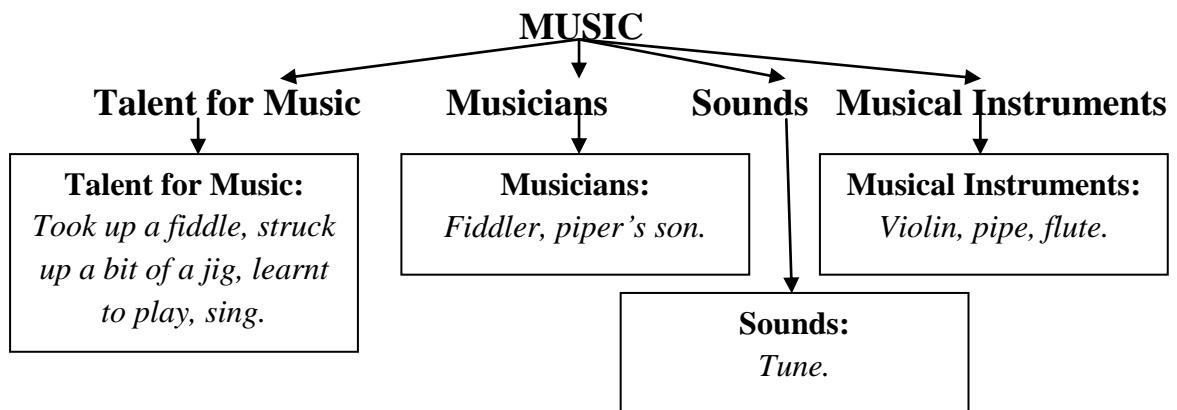 MUSIC
Talent for Music Musicians Sounds Musical Instruments
Talent for Music:
Took up a fiddle, struck
up a bit of a jig, learnt
to play, sing.
Musicians:
Fiddler, piper’s son.
Musical Instruments:
Violin, pipe, flute.
Sounds:
Tune.